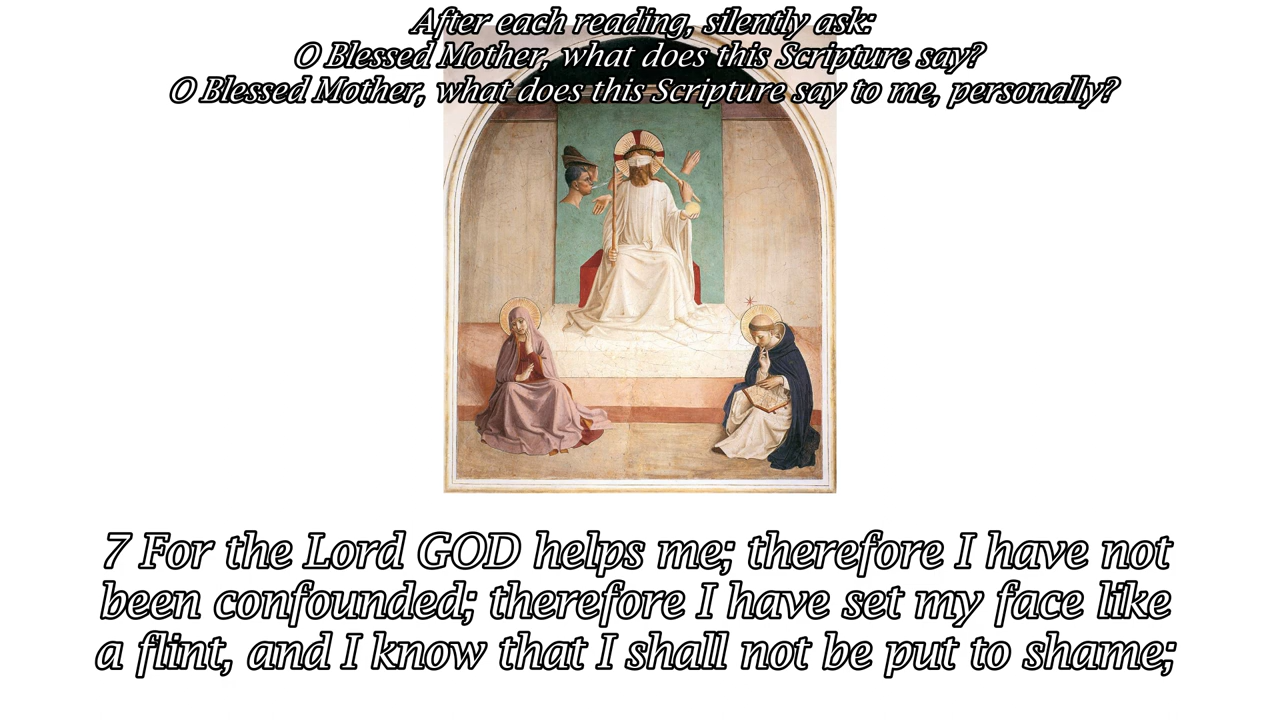 After each reading, silently ask:
O Blessed Mother, what does this Scripture say?
O Blessed Mother, what does this Scripture say to me, personally?
7 For the Lord GOD helps me; therefore I have not
been confounded; therefore I have set my face like
a flint, and I know that I shall not be put to shame;